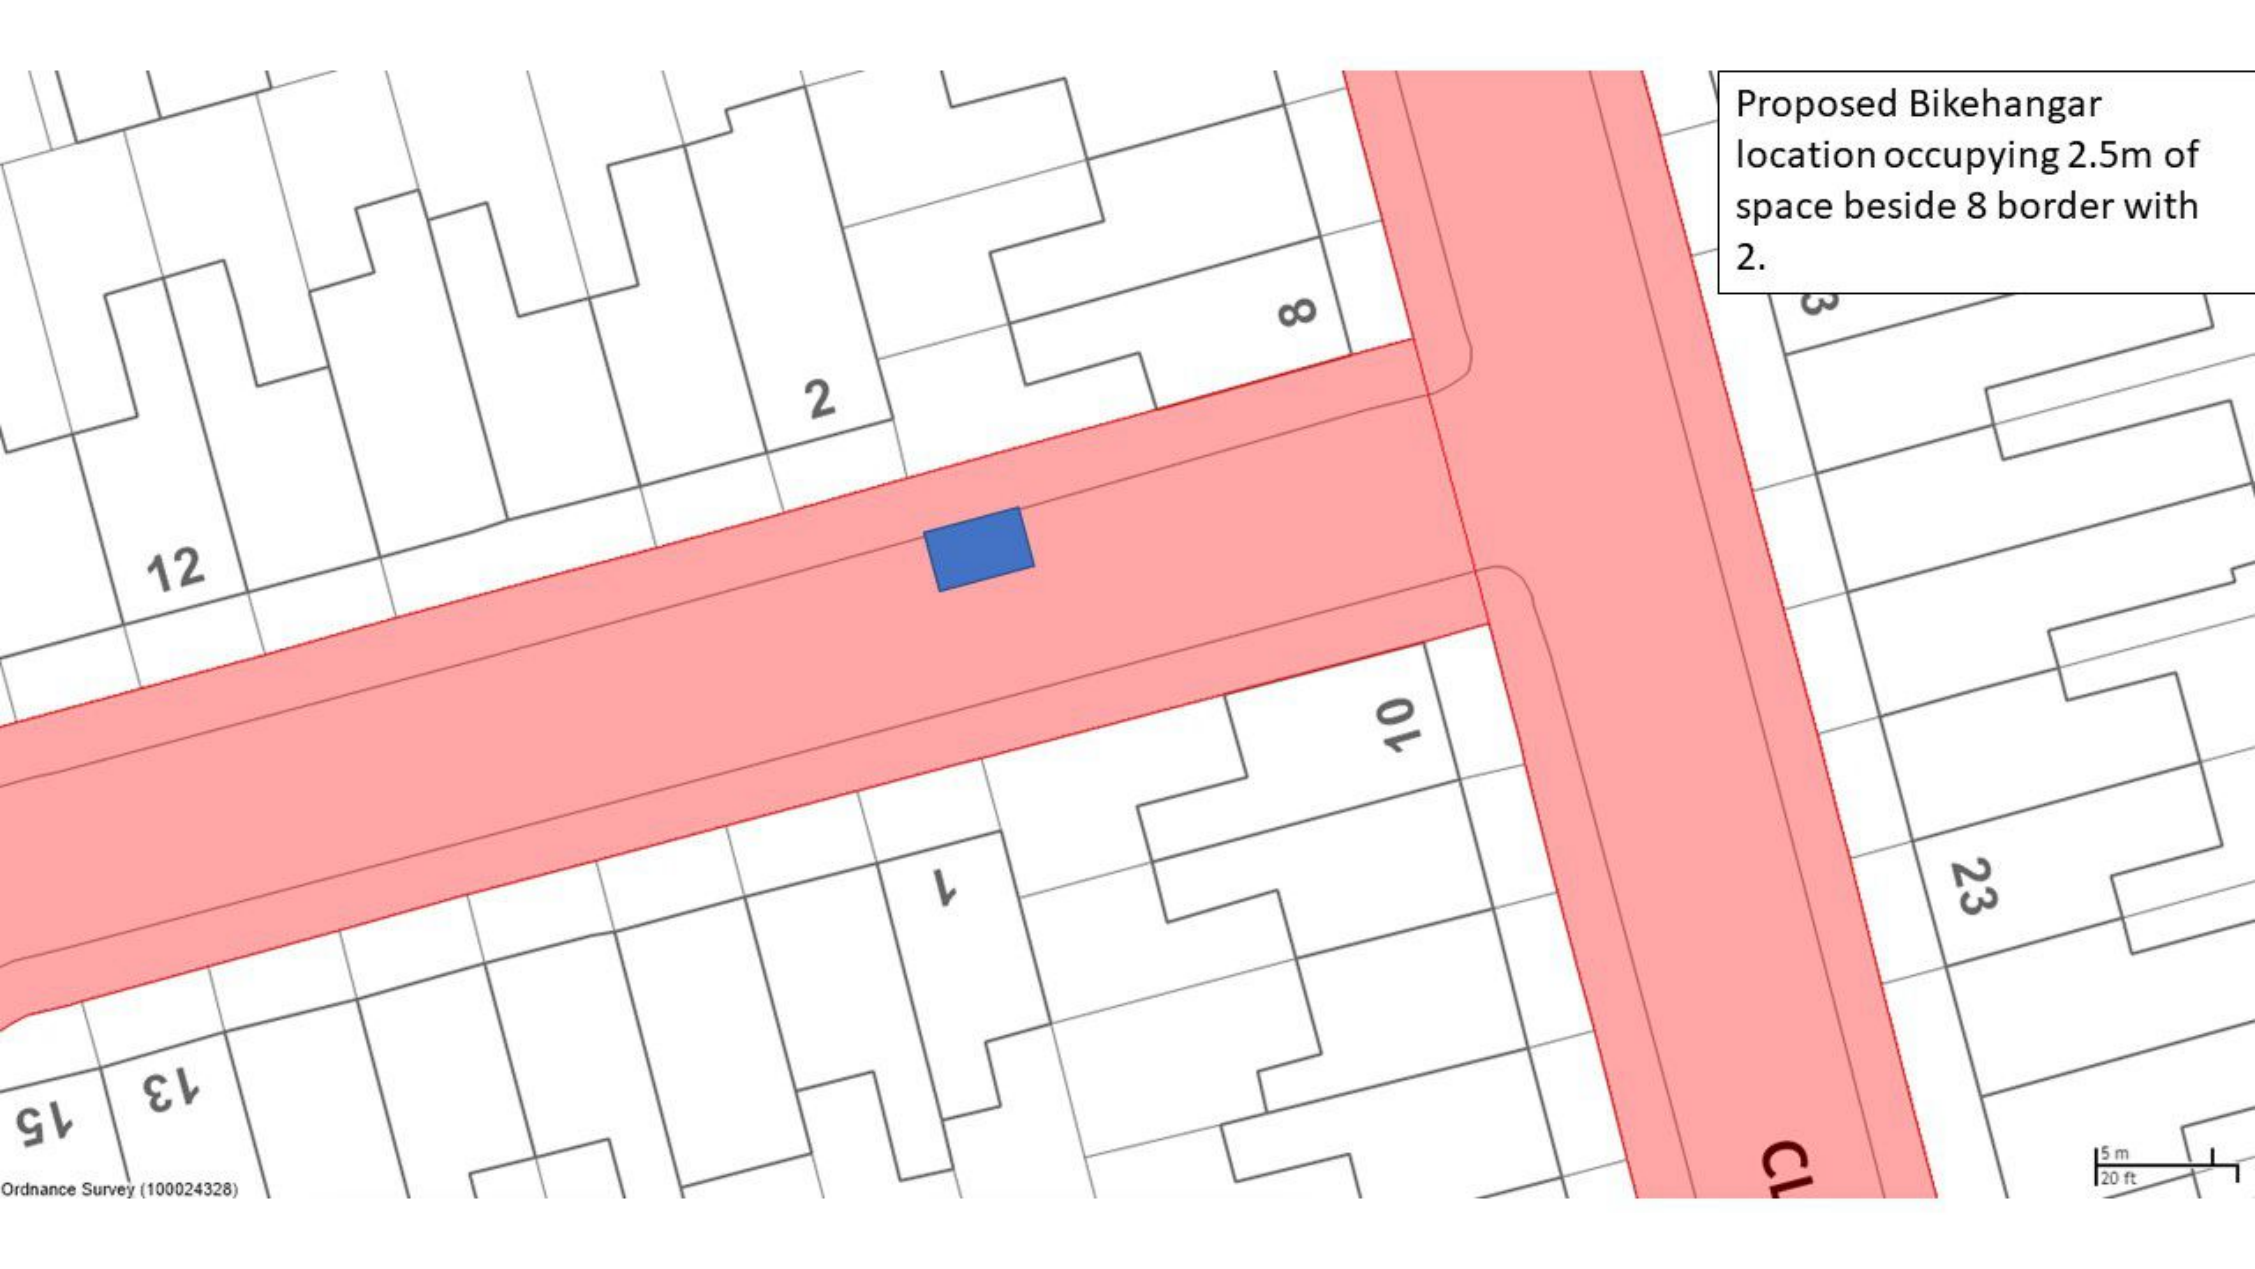 Proposed Bikehangar
location occupying 2.5m of
space beside 8 border with
2.
3
8
2
12
10
1
23
13
15
CL
5 m
20 ft
Ordnance Survey (100024328)